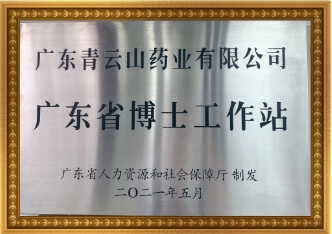 广东青云山药业有限公司
广东省博士工作站
广东省人力资源和社会保障厅 制发
二〇二一年五月